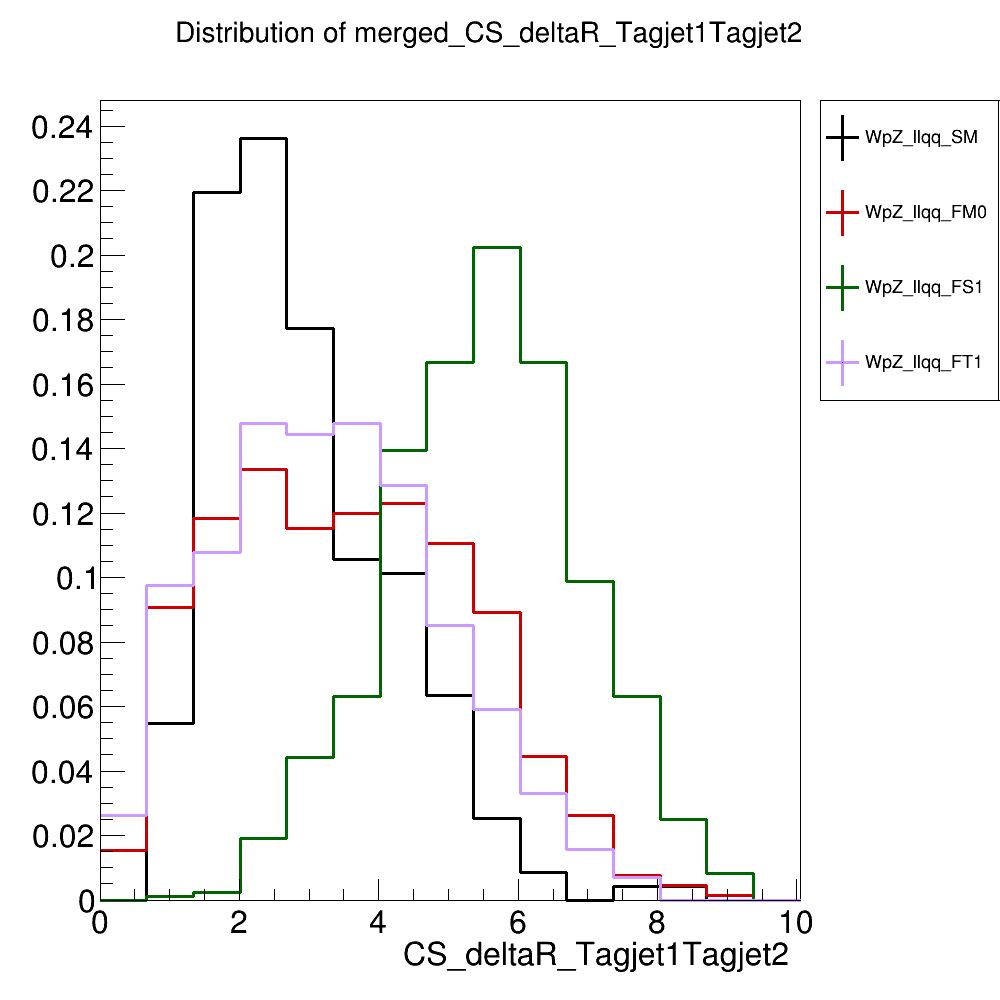 Distribution of merged_CS_deltaR_Tagjet1Tagjet2
WpZ_llqq_SM
WpZ_llqq_FM0
WpZ_llqq_FS1
WpZ_llqq_FT1
0.24
0.22
0.2
0.18
0.16
0.14
0.12
0.1
0.08
0.06
0.04
0.02
0
0 2 4 6 8 10
CS_deltaR_Tagjet1Tagjet2